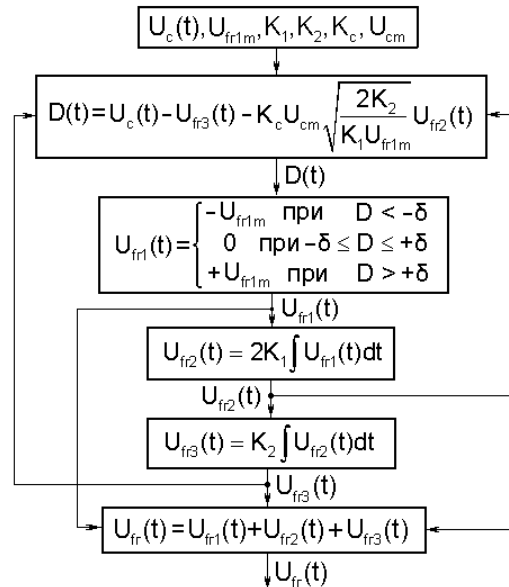 U_c(t), U_fr1m, K_1, K_2, K_c, U_cm
D(t) = U_c(t) - U_fr3(t) - K_c U_cm √(2K_2 / (K_1 U_fr1m)) U_fr2(t)
D(t)
-U_fr1m при D < -δ
U_fr1(t) = { 0 при -δ ≤ D ≤ +δ
+U_fr1m при D > +δ
U_fr1(t)
U_fr2(t) = 2K_1 ∫ U_fr1(t)dt
U_fr2(t)
U_fr3(t) = K_2 ∫ U_fr2(t)dt
U_fr3(t)
U_fr(t) = U_fr1(t) + U_fr2(t) + U_fr3(t)
U_fr(t)